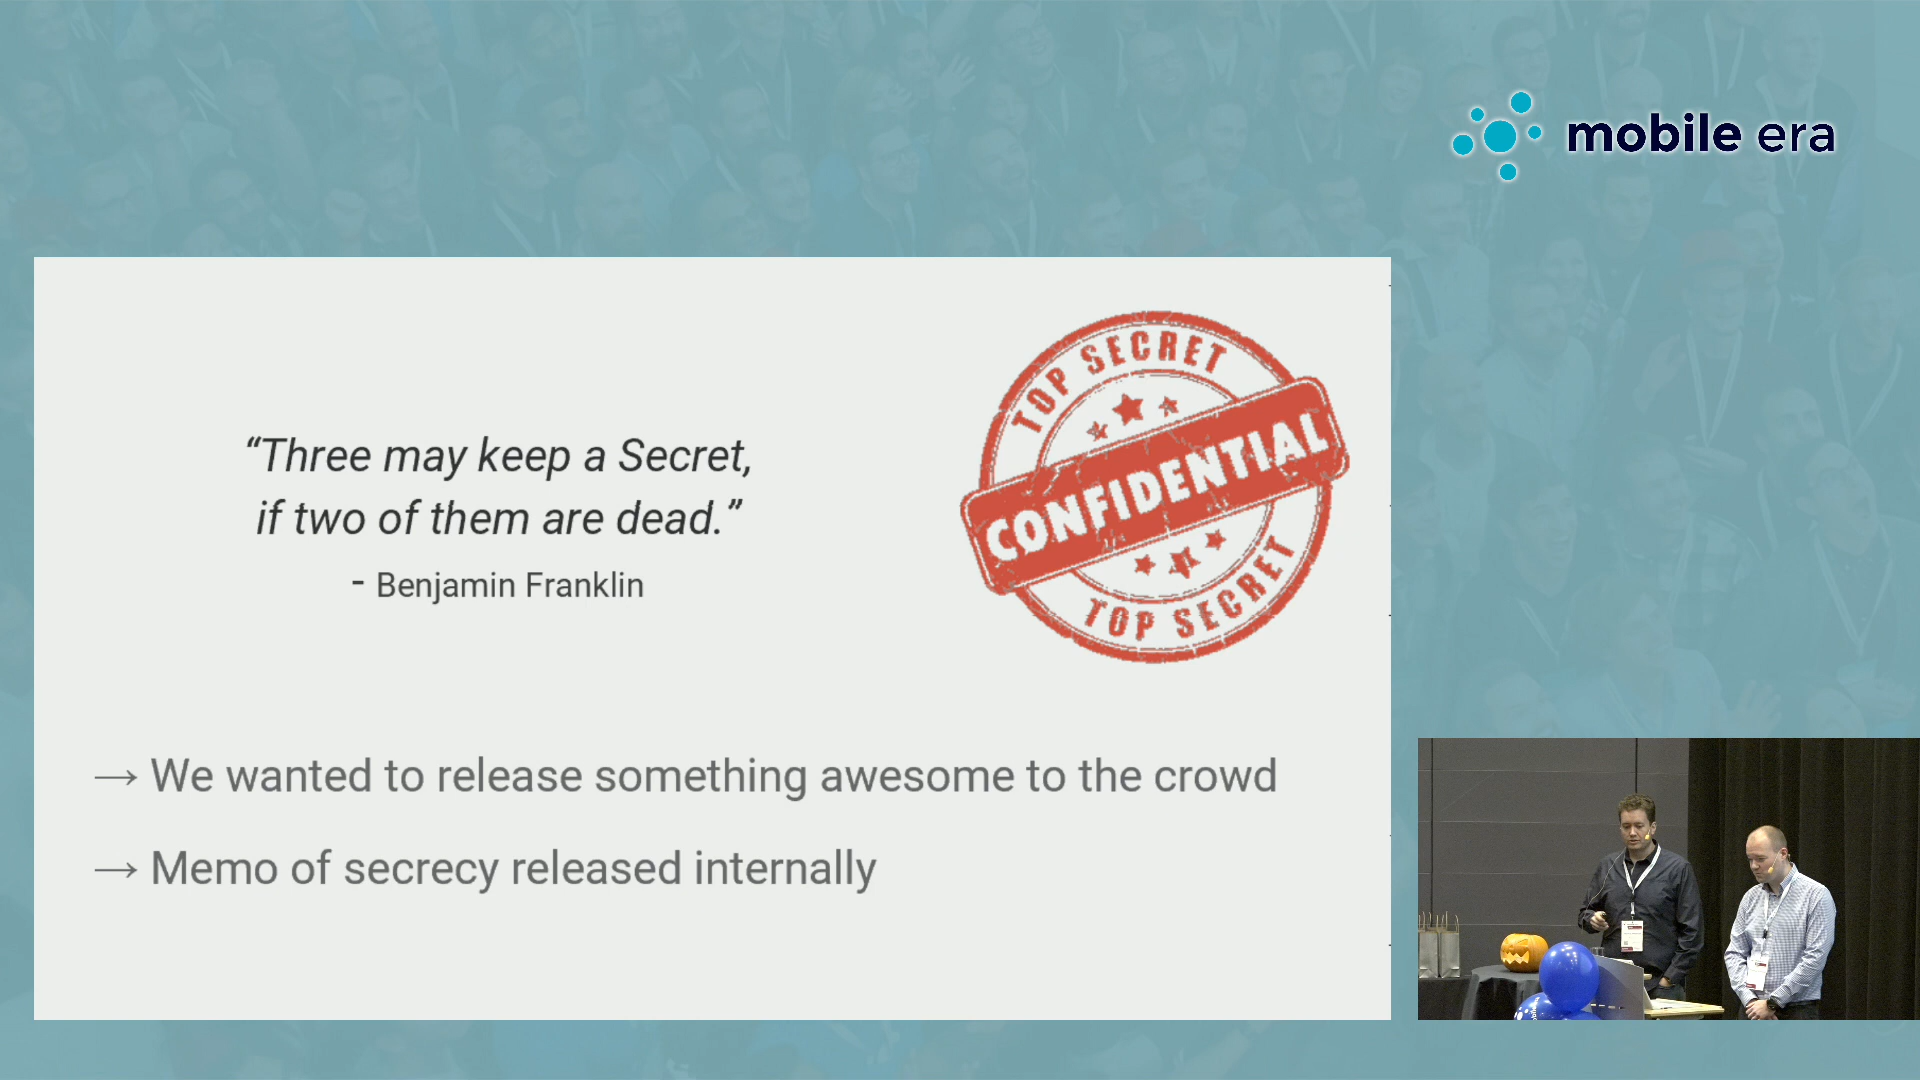 mobile era
“Three may keep a Secret,
if two of them are dead.”
- Benjamin Franklin
TOP SECRET
CONFIDENTIAL
TOP SECRET
→ We wanted to release something awesome to the crowd
→ Memo of secrecy released internally